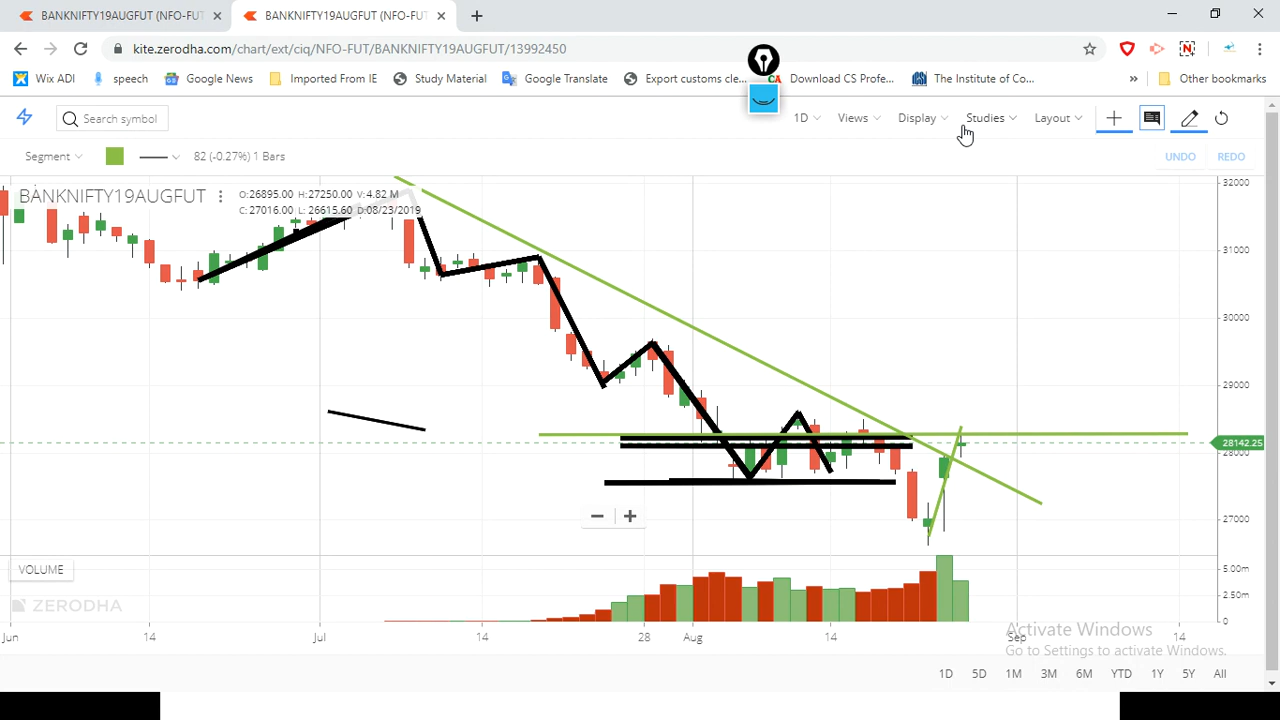 BANKNIFTY19AUGFUT (NFO-FUT
BANKNIFTY19AUGFUT (NFO-FUT
kite.zerodha.com/chart/ext/ciq/NFO-FUT/BANKNIFTY19AUGFUT/13992450
Wix ADI speech Google News Imported From IE Study Material Google Translate Export customs cle... Download CS Profe... The Institute of Co... » Other bookmarks
Search symbol 1D Views Display Studies Layout
Segment 82 (-0.27%) 1 Bars UNDO REDO
BANKNIFTY19AUGFUT
O:26895.00 H:27250.00 V:4.82 M
C:27016.00 L: 26615.60 D:08/23/2019
32000
31000
30000
29000
28142.25
28000
27000
VOLUME
5.00m
2.50m
0
ZERODHA
Jun 14 Jul 14 28 Aug 14 Sep 14
Activate Windows
Go to Settings to activate Windows.
1D 5D 1M 3M 6M YTD 1Y 5Y All